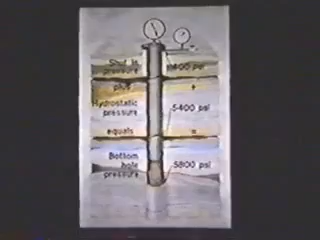 Shut in
pressure
400 psi
plus
+
Hydrostatic
pressure
5400 psi
equals
=
Bottom
hole
pressure
5800 psi